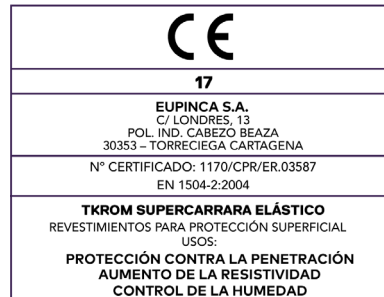 CE
17
EUPINCA S.A.
C/ LONDRES, 13
POL. IND. CABEZO BEAZA
30353 – TORRECIEGA CARTAGENA
Nº CERTIFICADO: 1170/CPR/ER.03587
EN 1504-2:2004
TKROM SUPERCARRARA ELÁSTICO
REVESTIMIENTOS PARA PROTECCIÓN SUPERFICIAL
USOS:
PROTECCIÓN CONTRA LA PENETRACIÓN
AUMENTO DE LA RESISTIVIDAD
CONTROL DE LA HUMEDAD